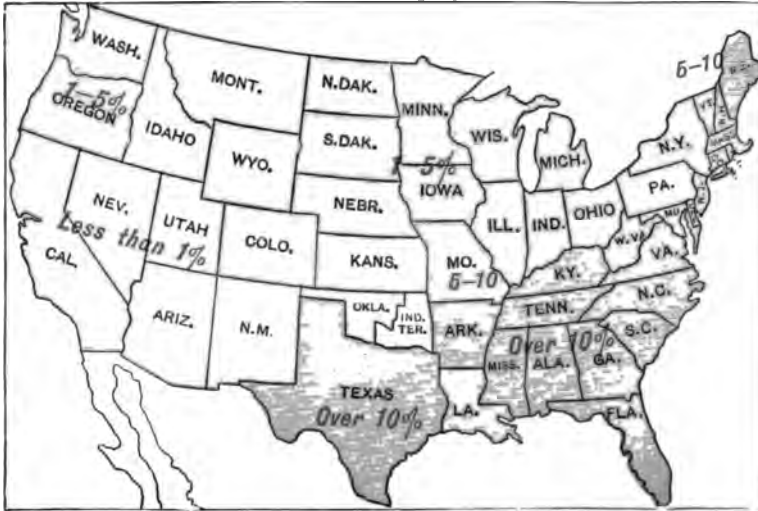 WASH.
1-5%
OREGON
MONT.
IDAHO
WYO.
N.DAK.
S.DAK.
NEBR.
KANS.
MINN.
1-5%
IOWA
WIS.
MICH.
NEV.
UTAH
COLO.
Less than 1%
CAL.
ARIZ.
N.M.
OKLA.
IND.
TER.
TEXAS
Over 10%
MO.
5-10
ILL.
IND.
OHIO
KY.
TENN.
ARK.
LA.
MISS.
ALA.
GA.
Over 10%
FLA.
S.C.
N.C.
VA.
W.VA.
PA.
N.Y.
5-10
VT.
N.H.
MASS.
N.J.